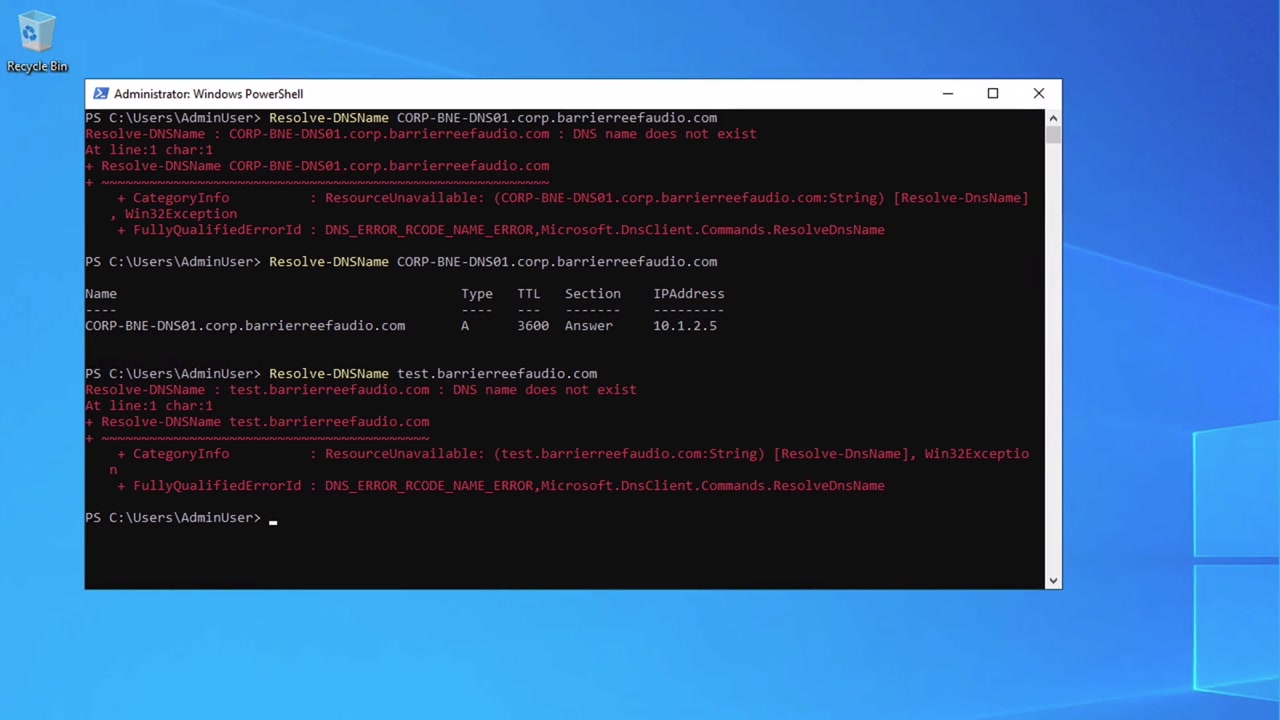 Recycle Bin
Administrator: Windows PowerShell
PS C:\Users\AdminUser> Resolve-DNSName CORP-BNE-DNS01.corp.barrierreefaudio.com
Resolve-DNSName : CORP-BNE-DNS01.corp.barrierreefaudio.com : DNS name does not exist
At line:1 char:1
+ Resolve-DNSName CORP-BNE-DNS01.corp.barrierreefaudio.com
+ ~~~~~~~~~~~~~~~~~~~~~~~~~~~~~~~~~~~~~~~~~~~~~~~~~~~~~~~~
+ CategoryInfo          : ResourceUnavailable: (CORP-BNE-DNS01.corp.barrierreefaudio.com:String) [Resolve-DnsName]
, Win32Exception
+ FullyQualifiedErrorId : DNS_ERROR_RCODE_NAME_ERROR,Microsoft.DnsClient.Commands.ResolveDnsName
PS C:\Users\AdminUser> Resolve-DNSName CORP-BNE-DNS01.corp.barrierreefaudio.com
Name                                           Type   TTL   Section    IPAddress
----                                           ----   ---   -------    ---------
CORP-BNE-DNS01.corp.barrierreefaudio.com       A      3600  Answer     10.1.2.5
PS C:\Users\AdminUser> Resolve-DNSName test.barrierreefaudio.com
Resolve-DNSName : test.barrierreefaudio.com : DNS name does not exist
At line:1 char:1
+ Resolve-DNSName test.barrierreefaudio.com
+ ~~~~~~~~~~~~~~~~~~~~~~~~~~~~~~~~~~~~~~~~~
+ CategoryInfo          : ResourceUnavailable: (test.barrierreefaudio.com:String) [Resolve-DnsName], Win32Exceptio
n
+ FullyQualifiedErrorId : DNS_ERROR_RCODE_NAME_ERROR,Microsoft.DnsClient.Commands.ResolveDnsName
PS C:\Users\AdminUser> _